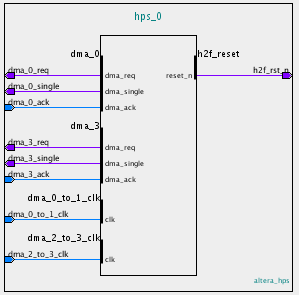 hps_0
dma_0
h2f_reset
dma_0_req
dma_req
reset_n
h2f_rst_n
dma_0_single
dma_single
dma_0_ack
dma_ack
dma_3
dma_3_req
dma_req
dma_3_single
dma_single
dma_3_ack
dma_ack
dma_0_to_1_clk
dma_0_to_1_clk
clk
dma_2_to_3_clk
dma_2_to_3_clk
clk
altera_hps